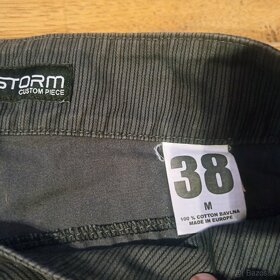 STORM
CUSTOM PIECE
38
M
100 % COTTON BAVLNA
MADE IN EUROPE